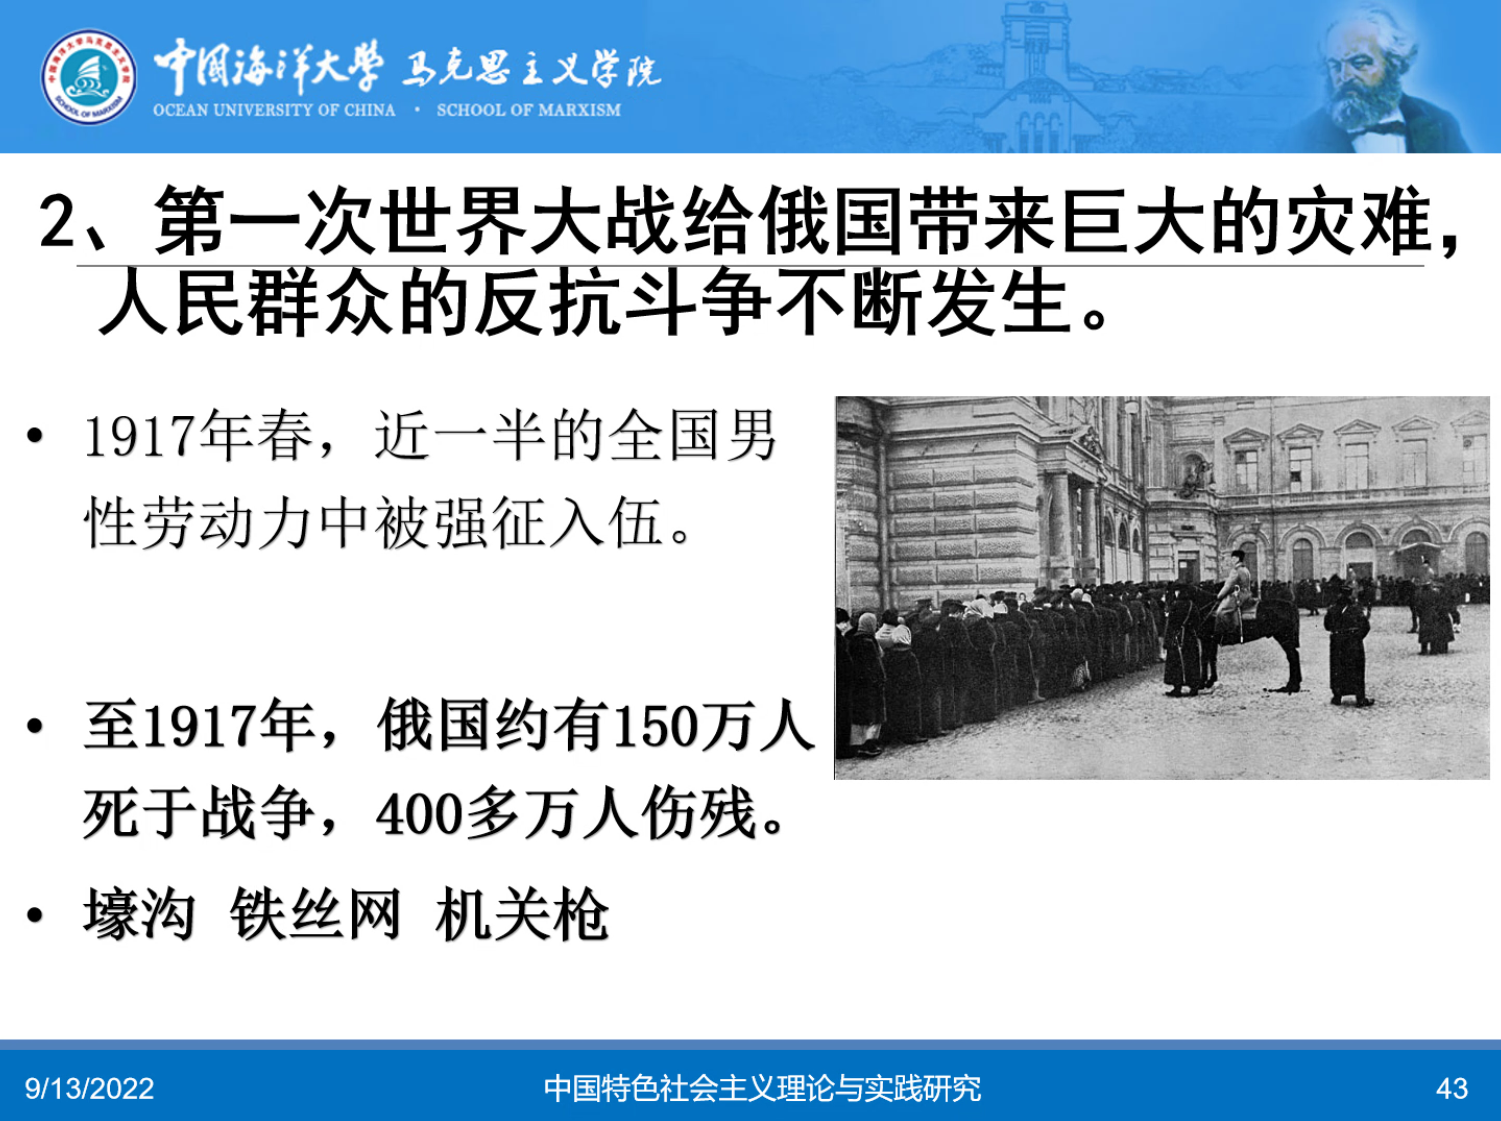 中国海洋大学 马克思主义学院
OCEAN UNIVERSITY OF CHINA · SCHOOL OF MARXISM
2、第一次世界大战给俄国带来巨大的灾难，
人民群众的反抗斗争不断发生。
• 1917年春，近一半的全国男
性劳动力中被强征入伍。
• 至1917年，俄国约有150万人
死于战争，400多万人伤残。
• 壕沟 铁丝网 机关枪
9/13/2022
中国特色社会主义理论与实践研究
43